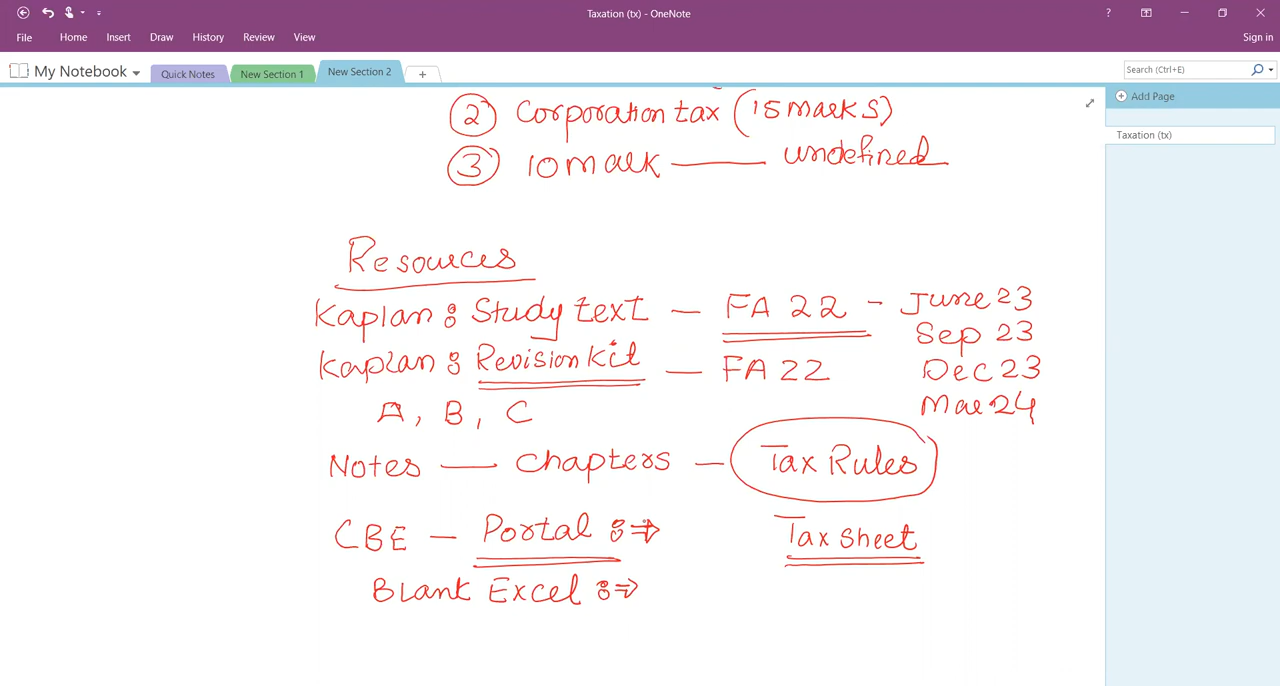 Taxation (tx) - OneNote
?
File Home Insert Draw History Review View
Sign in
My Notebook Quick Notes New Section 1 New Section 2 +
Search (Ctrl+E)
Add Page
Taxation (tx)
② Corporation tax (15 Marks)
③ 10 mark — undefined
Resources
Kaplan : Study text — FA 22 - June 23
Sep 23
Kaplan : Revision Kit — FA 22 Dec 23
A, B, C Mar 24
Notes — Chapters — Tax Rules
CBE — Portal :⇒ Tax Sheet
Blank Excel :⇒